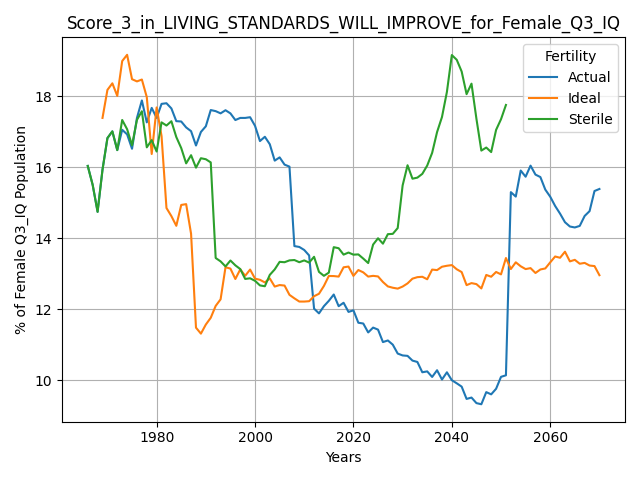 Score_3_in_LIVING_STANDARDS_WILL_IMPROVE_for_Female_Q3_IQ
Fertility
Actual
Ideal
Sterile
% of Female Q3_IQ Population
18
16
14
12
10
1980
2000
2020
2040
2060
Years